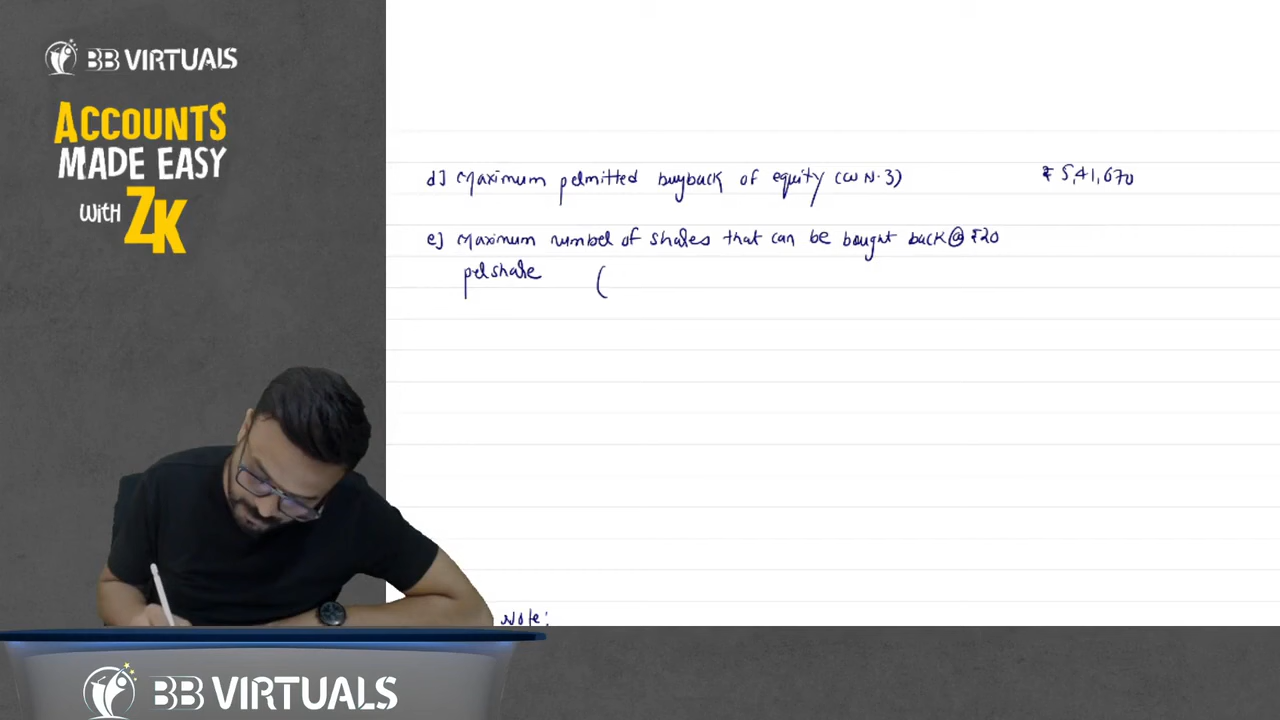 BB VIRTUALS
ACCOUNTS
MADE EASY
WITH ZK
d] Maximum permitted buyback of equity (W N.3) ₹ 5,41,670
e] Maximum number of shares that can be bought back @ ₹20
per share (
Note:
BB VIRTUALS